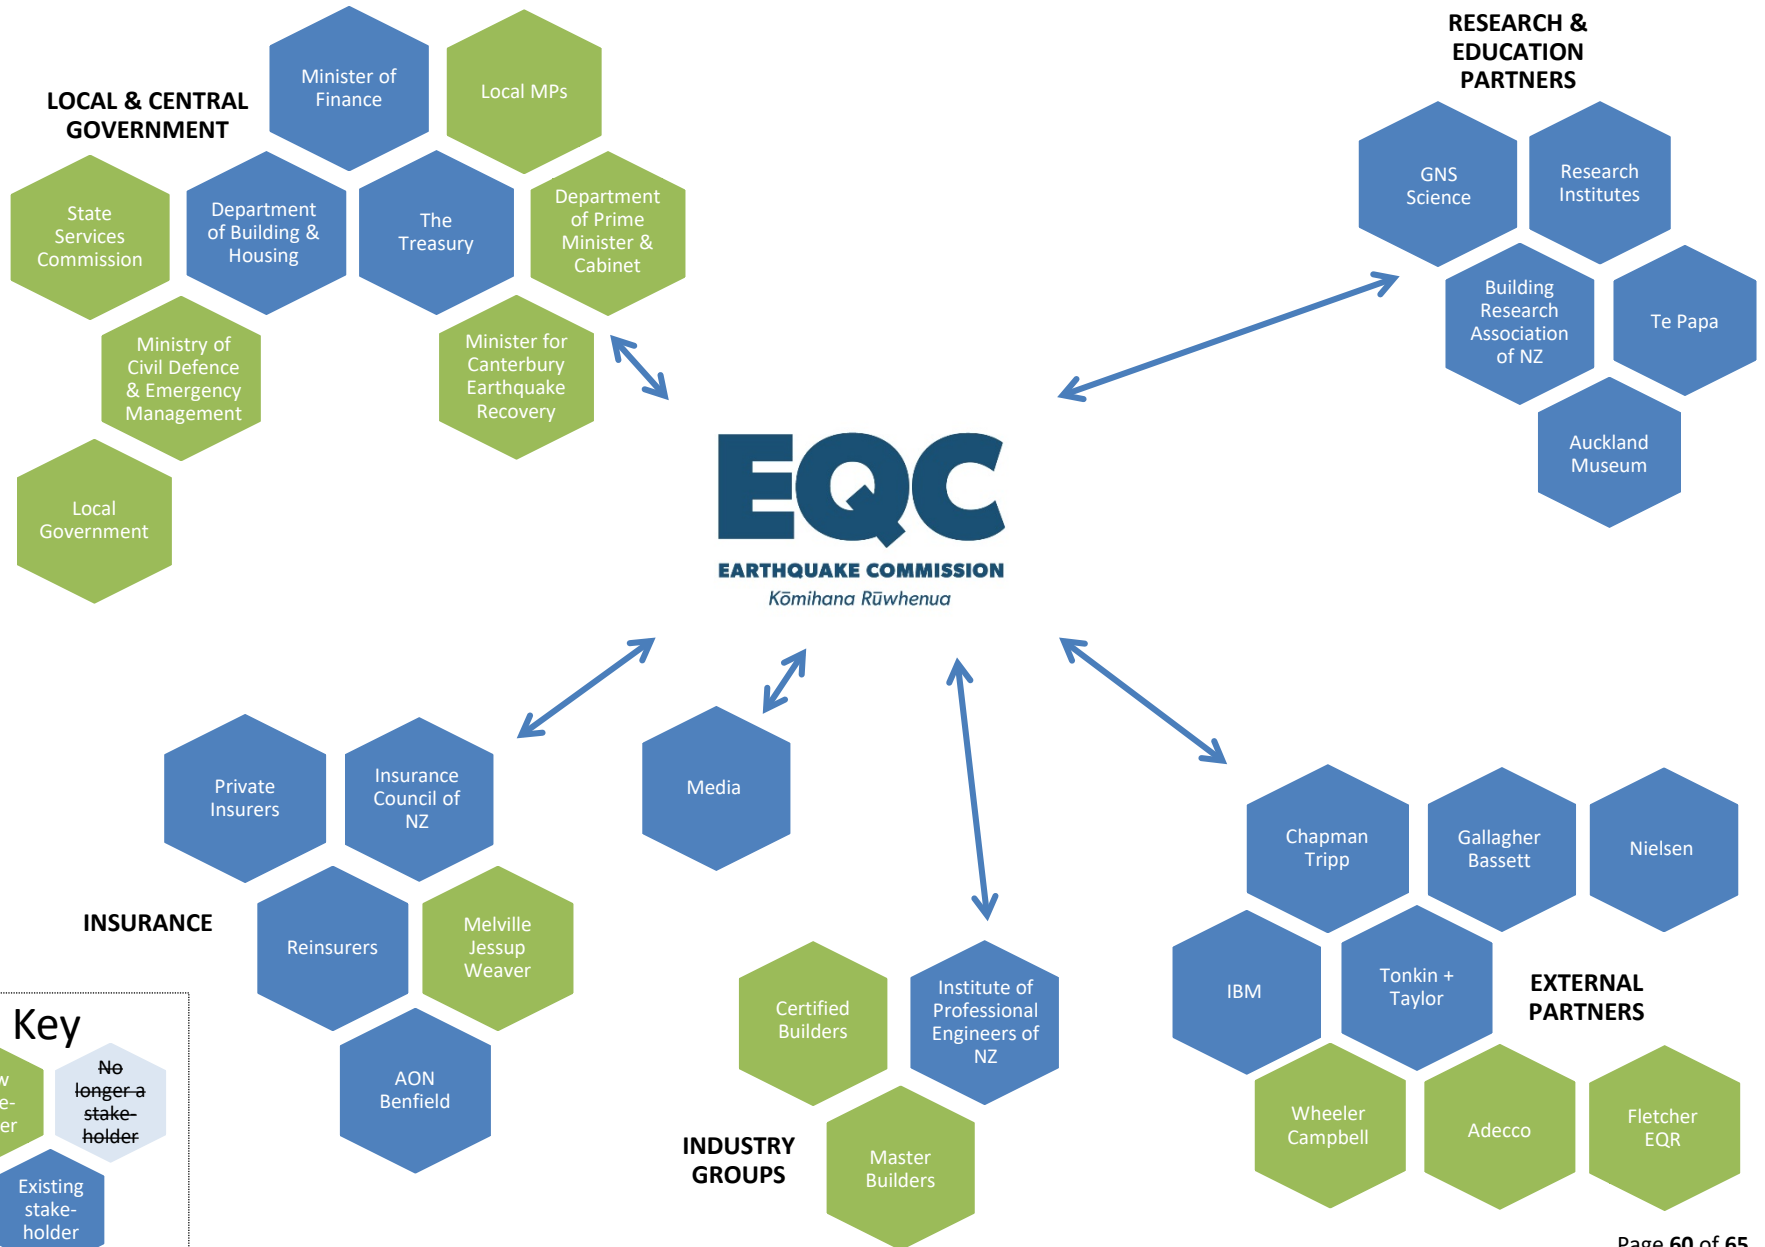 LOCAL & CENTRAL
GOVERNMENT
Minister of
Finance
Local MPs
State
Services
Commission
Department
of Building &
Housing
The
Treasury
Department
of Prime
Minister &
Cabinet
Ministry of
Civil Defence
& Emergency
Management
Minister for
Canterbury
Earthquake
Recovery
Local
Government
RESEARCH &
EDUCATION
PARTNERS
GNS
Science
Research
Institutes
Building
Research
Association
of NZ
Te Papa
Auckland
Museum
EQC
EARTHQUAKE COMMISSION
Kōmihana Rūwhenua
INSURANCE
Private
Insurers
Insurance
Council of
NZ
Reinsurers
Melville
Jessup
Weaver
AON
Benfield
Media
INDUSTRY
GROUPS
Certified
Builders
Institute of
Professional
Engineers of
NZ
Master
Builders
EXTERNAL
PARTNERS
Chapman
Tripp
Gallagher
Bassett
Nielsen
IBM
Tonkin +
Taylor
Wheeler
Campbell
Adecco
Fletcher
EQR
Key
No
longer a
stake-
holder
Existing
stake-
holder
Page 60 of 65